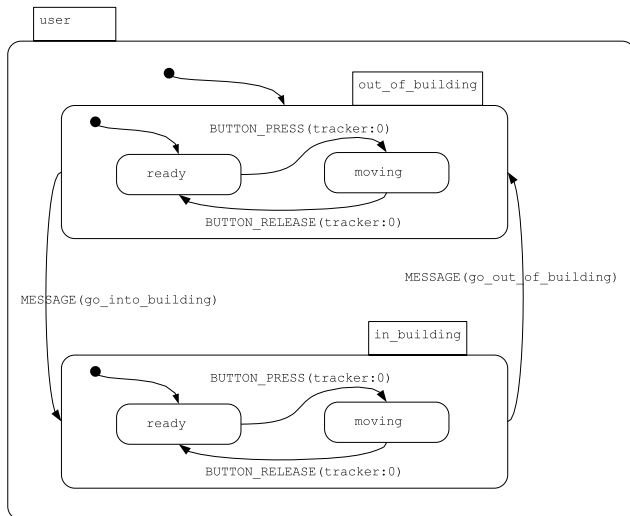 user
out_of_building
BUTTON_PRESS(tracker:0)
ready
moving
BUTTON_RELEASE(tracker:0)
MESSAGE(go_out_of_building)
MESSAGE(go_into_building)
in_building
BUTTON_PRESS(tracker:0)
ready
moving
BUTTON_RELEASE(tracker:0)